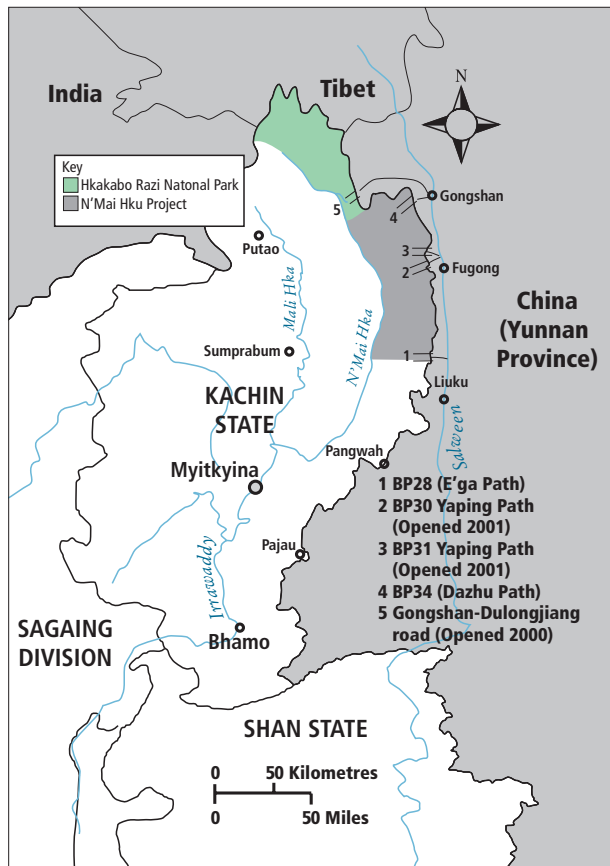 India
Tibet
N
Key
Hkakabo Razi Natonal Park
N'Mai Hku Project
5
4
Gongshan
Putao
3
2
Fugong
Mali Hka
N'Mai Hka
China
(Yunnan
Province)
Sumprabum
1
Liuku
KACHIN
STATE
Salween
Pangwah
Myitkyina
1 BP28 (E'ga Path)
2 BP30 Yaping Path
(Opened 2001)
3 BP31 Yaping Path
(Opened 2001)
4 BP34 (Dazhu Path)
5 Gongshan-Dulongjiang
road (Opened 2000)
Pajau
Irrawaddy
Bhamo
SAGAING
DIVISION
SHAN STATE
0 50 Kilometres
0 50 Miles